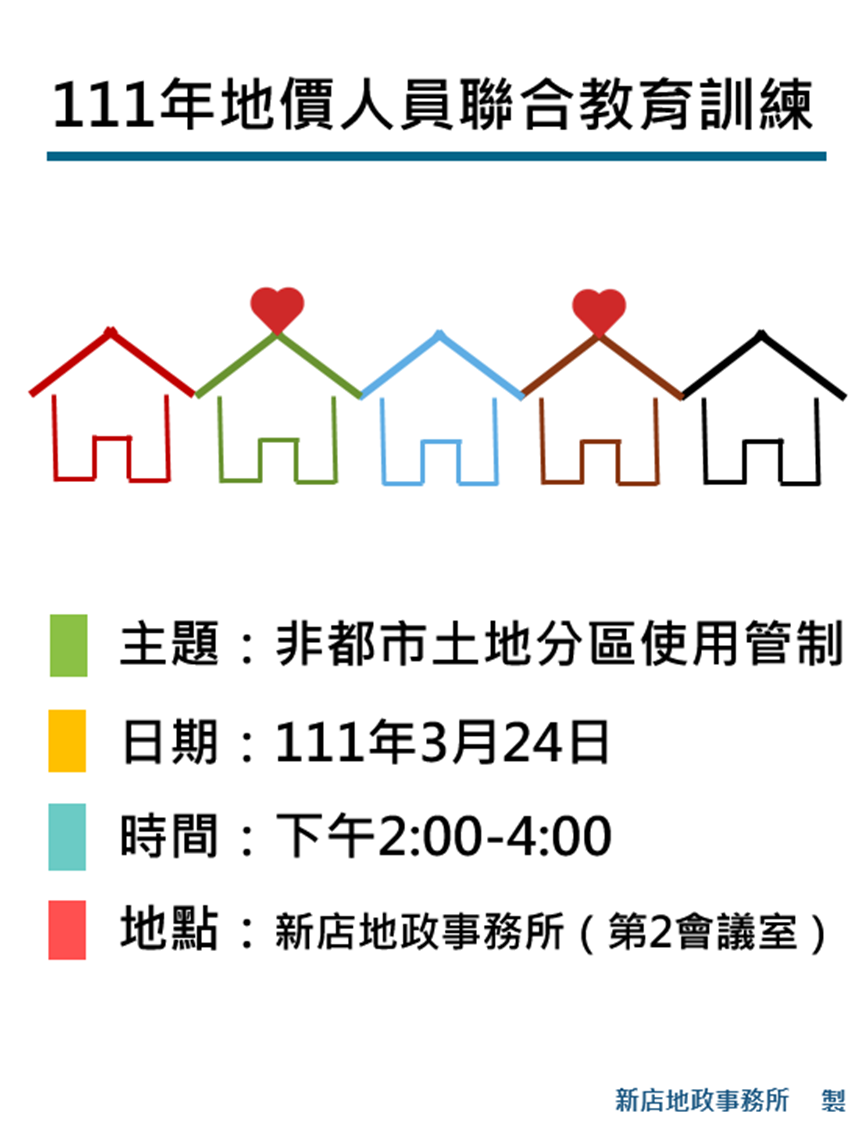 111年地價人員聯合教育訓練
主題：非都市土地分區使用管制
日期：111年3月24日
時間：下午2:00-4:00
地點：新店地政事務所（第2會議室）
新店地政事務所　製